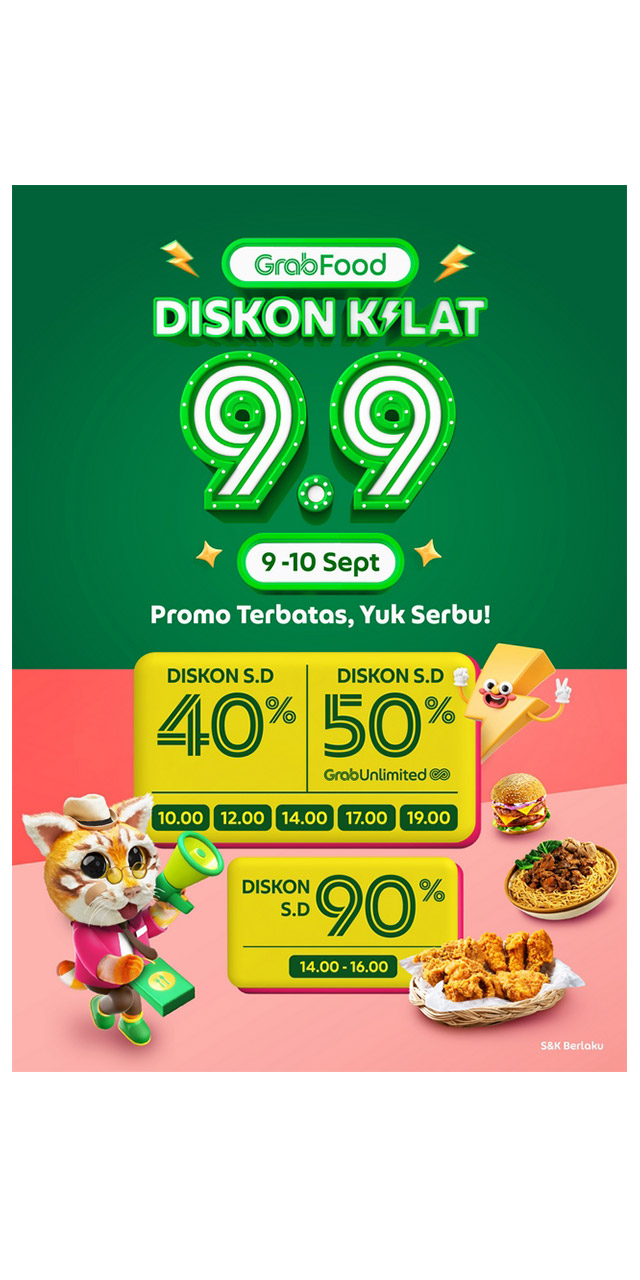 GrabFood
DISKON KILAT
9.9
9 -10 Sept
Promo Terbatas, Yuk Serbu!
DISKON S.D
40%
DISKON S.D
50%
GrabUnlimited
10.00 12.00 14.00 17.00 19.00
DISKON S.D 90%
14.00 - 16.00
S&K Berlaku